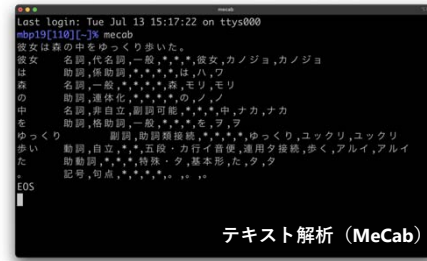 mecab
Last login: Tue Jul 13 15:17:22 on ttys000
mbp19[110][~]% mecab
彼女は森の中をゆっくり歩いた。
彼女 名詞,代名詞,一般,*,*,*,彼女,カノジョ,カノジョ
は 助詞,係助詞,*,*,*,*,は,ハ,ワ
森 名詞,一般,*,*,*,*,森,モリ,モリ
の 助詞,連体化,*,*,*,*,の,ノ,ノ
中 名詞,非自立,副詞可能,*,*,*,中,ナカ,ナカ
を 助詞,格助詞,一般,*,*,*,を,ヲ,ヲ
ゆっくり 副詞,助詞類接続,*,*,*,*,ゆっくり,ユックリ,ユックリ
歩い 動詞,自立,*,*,五段・カ行イ音便,連用タ接続,歩く,アルイ,アルイ
た 助動詞,*,*,*,特殊・タ,基本形,た,タ,タ
。 記号,句点,*,*,*,*,。,。,。
EOS
テキスト解析（MeCab）